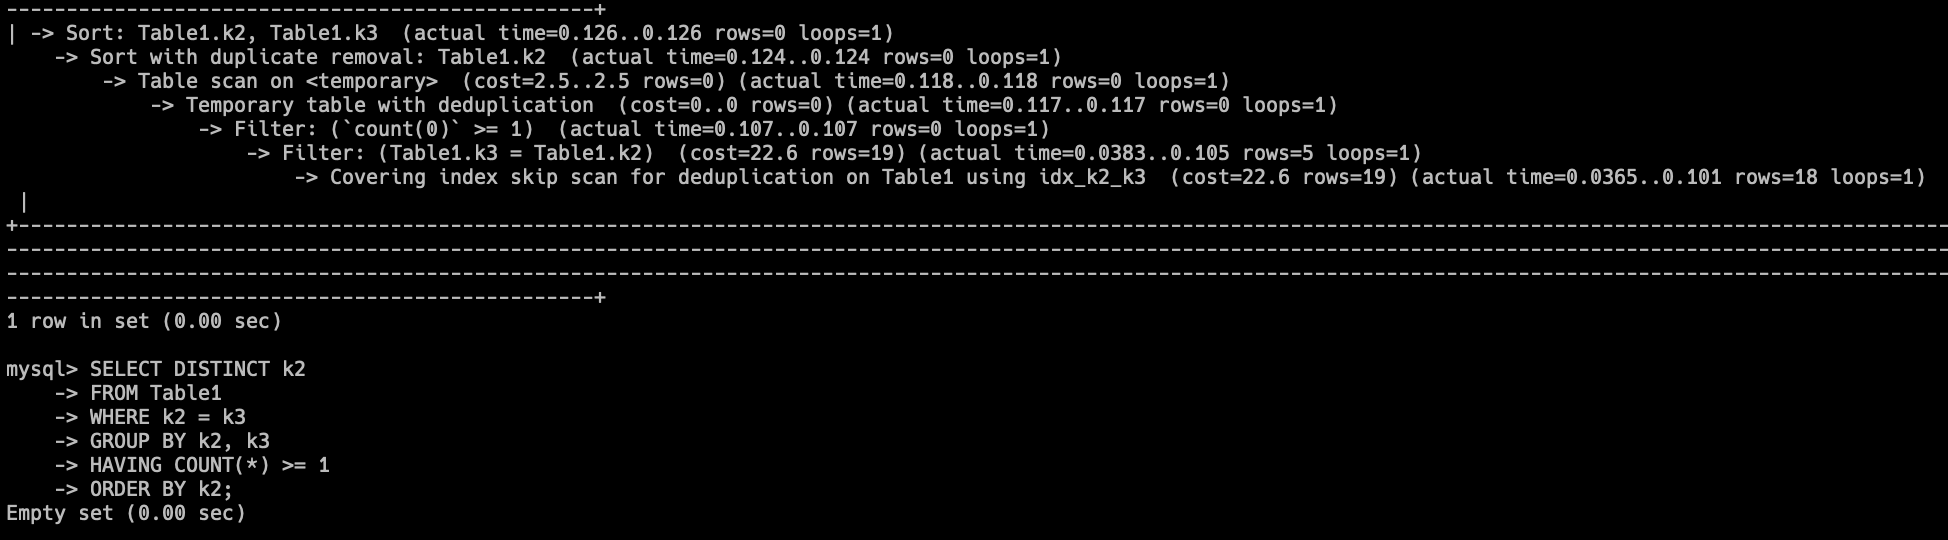 --------------------------------------------------+
| -> Sort: Table1.k2, Table1.k3  (actual time=0.126..0.126 rows=0 loops=1)
    -> Sort with duplicate removal: Table1.k2  (actual time=0.124..0.124 rows=0 loops=1)
        -> Table scan on <temporary>  (cost=2.5..2.5 rows=0) (actual time=0.118..0.118 rows=0 loops=1)
            -> Temporary table with deduplication  (cost=0..0 rows=0) (actual time=0.117..0.117 rows=0 loops=1)
                -> Filter: (`count(0)` >= 1)  (actual time=0.107..0.107 rows=0 loops=1)
                    -> Filter: (Table1.k3 = Table1.k2)  (cost=22.6 rows=19) (actual time=0.0383..0.105 rows=5 loops=1)
                        -> Covering index skip scan for deduplication on Table1 using idx_k2_k3  (cost=22.6 rows=19) (actual time=0.0365..0.101 rows=18 loops=1)
 |
+-----------------------------------------------------------------------------------------------------------------------------------------------------------------
------------------------------------------------------------------------------------------------------------------------------------------------------------------
------------------------------------------------------------------------------------------------------------------------------------------------------------------
--------------------------------------------------+
1 row in set (0.00 sec)
mysql> SELECT DISTINCT k2
    -> FROM Table1
    -> WHERE k2 = k3
    -> GROUP BY k2, k3
    -> HAVING COUNT(*) >= 1
    -> ORDER BY k2;
Empty set (0.00 sec)